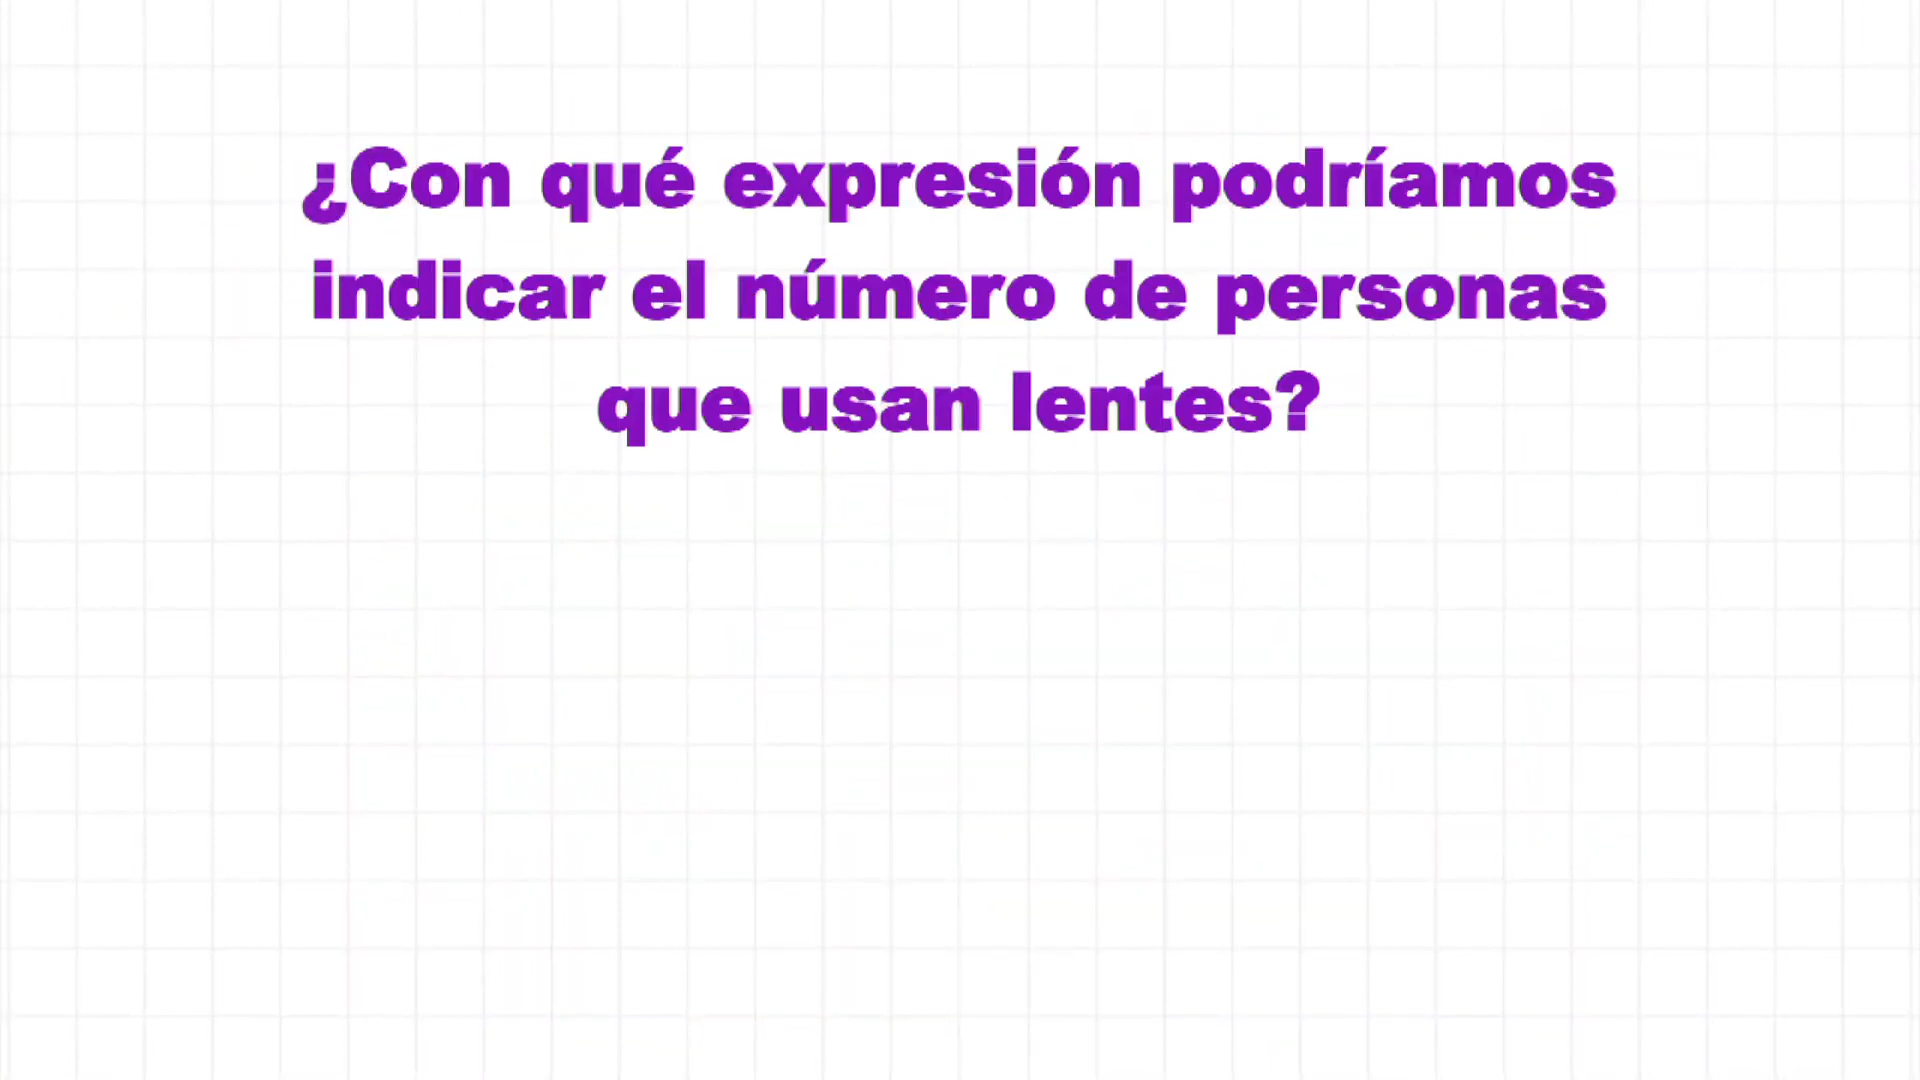 ¿Con qué expresión podríamos
indicar el número de personas
que usan lentes?